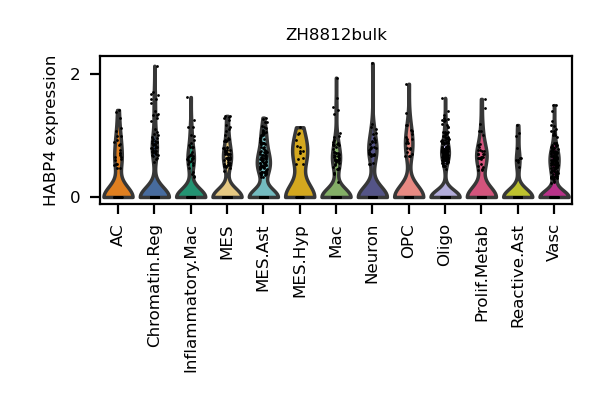 ZH8812bulk
HABP4 expression
2
0
AC
Chromatin.Reg
Inflammatory.Mac
MES
MES.Ast
MES.Hyp
Mac
Neuron
OPC
Oligo
Prolif.Metab
Reactive.Ast
Vasc